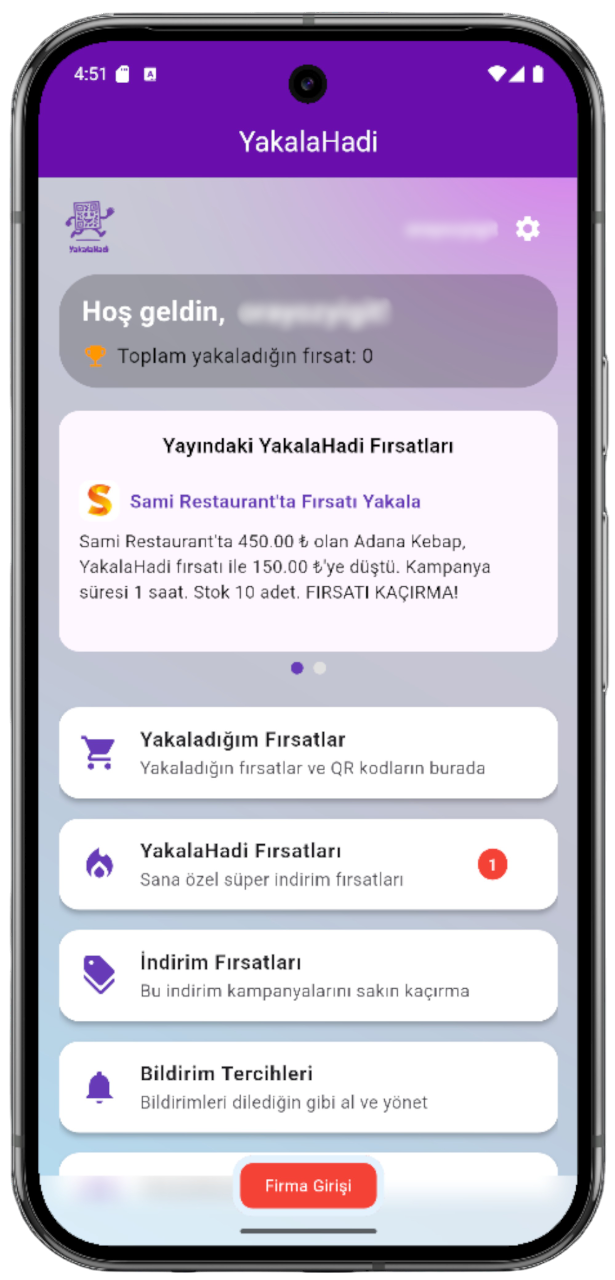 4:51
YakalaHadi
YakalaHadi
Hoş geldin,
Toplam yakaladığın fırsat: 0
Yayındaki YakalaHadi Fırsatları
Sami Restaurant'ta Fırsatı Yakala
Sami Restaurant'ta 450.00 ₺ olan Adana Kebap,
YakalaHadi fırsatı ile 150.00 ₺'ye düştü. Kampanya
süresi 1 saat. Stok 10 adet. FIRSATI KAÇIRMA!
Yakaladığım Fırsatlar
Yakaladığın fırsatlar ve QR kodların burada
YakalaHadi Fırsatları
Sana özel süper indirim fırsatları
1
İndirim Fırsatları
Bu indirim kampanyalarını sakın kaçırma
Bildirim Tercihleri
Bildirimleri dilediğin gibi al ve yönet
Firma Girişi